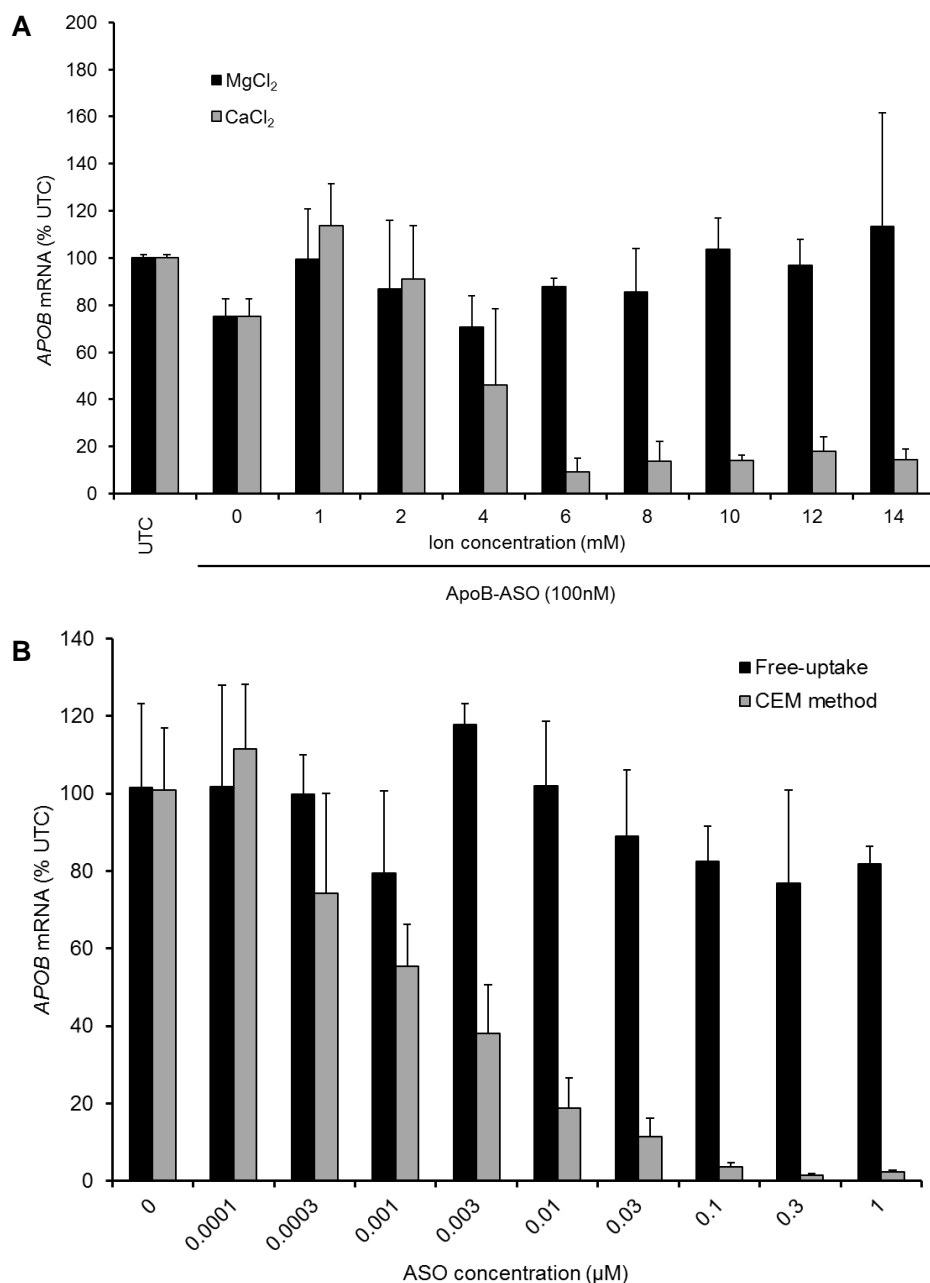 A
200
180
160
140
120
100
80
60
40
20
0
APOB mRNA (% UTC)
MgCl₂
CaCl₂
UTC
0 1 2 4 6 8 10 12 14
Ion concentration (mM)
ApoB-ASO (100nM)
B
140
120
100
80
60
40
20
0
APOB mRNA (% UTC)
Free-uptake
CEM method
0 0.0001 0.0003 0.001 0.003 0.01 0.03 0.1 0.3 1
ASO concentration (µM)